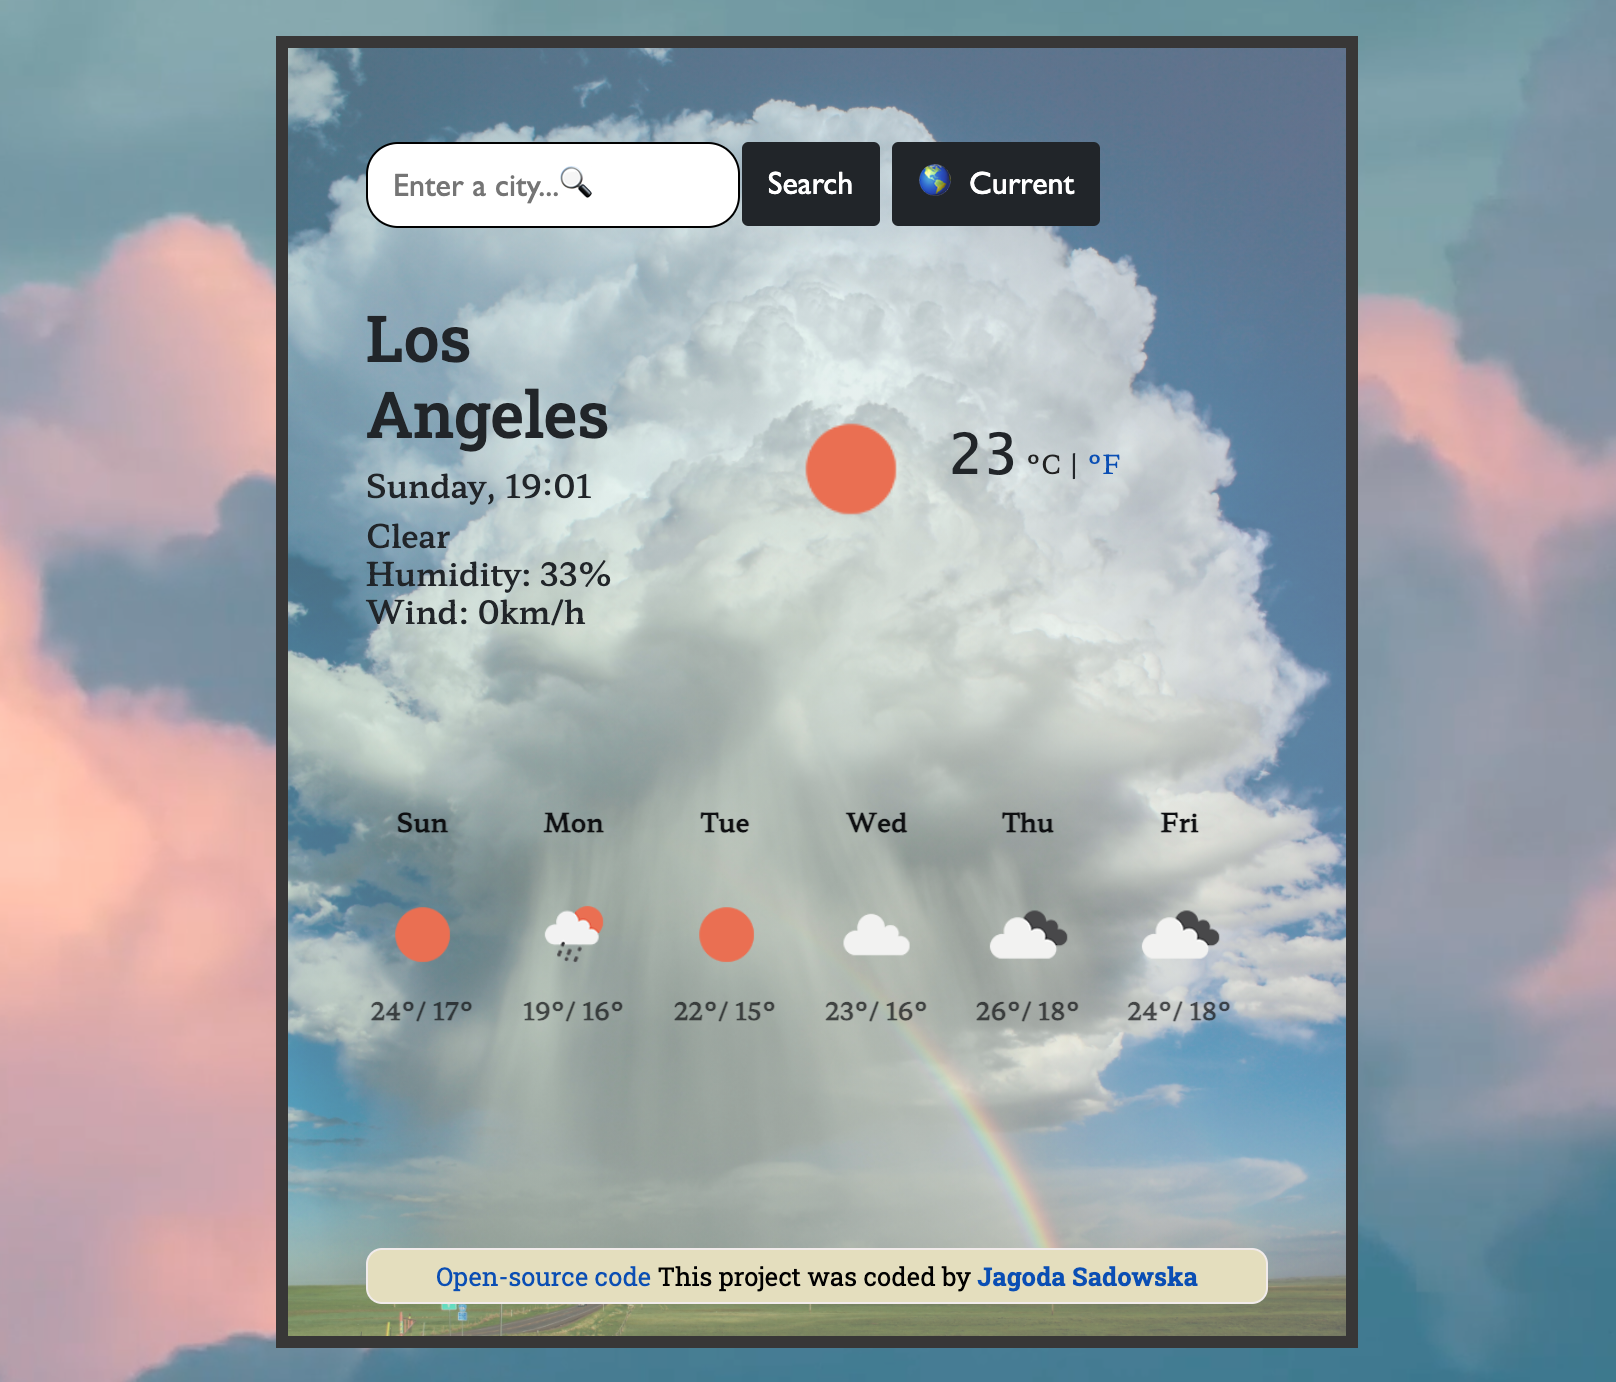 Enter a city...🔍 Search 🌎 Current
Los
Angeles
Sunday, 19:01
Clear
Humidity: 33%
Wind: 0km/h
23 °C | °F
Sun Mon Tue Wed Thu Fri
24°/ 17° 19°/ 16° 22°/ 15° 23°/ 16° 26°/ 18° 24°/ 18°
Open-source code This project was coded by Jagoda Sadowska